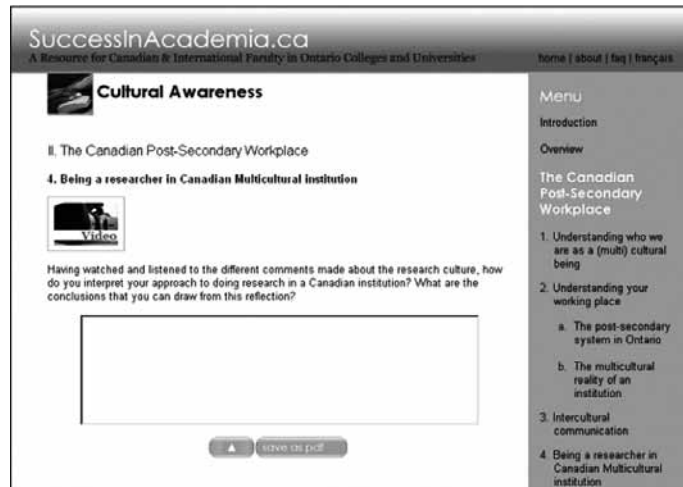 SuccessInAcademia.ca
A Resource for Canadian & International Faculty in Ontario Colleges and Universities
home | about | faq | français
Cultural Awareness
II. The Canadian Post-Secondary Workplace
4. Being a researcher in Canadian Multicultural institution
Video
Having watched and listened to the different comments made about the research culture, how
do you interpret your approach to doing research in a Canadian institution? What are the
conclusions that you can draw from this reflection?
save as pdf
Menu
Introduction
Overview
The Canadian
Post-Secondary
Workplace
1. Understanding who we
are as a (multi) cultural
being
2. Understanding your
working place
a. The post-secondary
system in Ontario
b. The multicultural
reality of an
institution
3. Intercultural
communication
4. Being a researcher in
Canadian Multicultural
institution